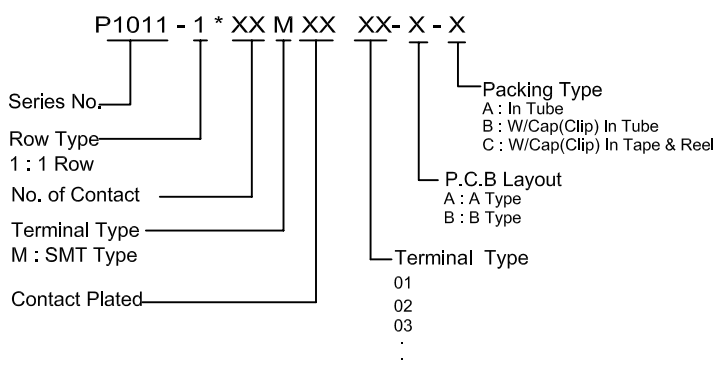 P1011 - 1 * XX M XX XX- X - X
Series No.
Row Type
1 : 1 Row
No. of Contact
Terminal Type
M : SMT Type
Contact Plated
Packing Type
A : In Tube
B : W/Cap(Clip) In Tube
C : W/Cap(Clip) In Tape & Reel
P.C.B Layout
A : A Type
B : B Type
Terminal Type
01
02
03
.
.